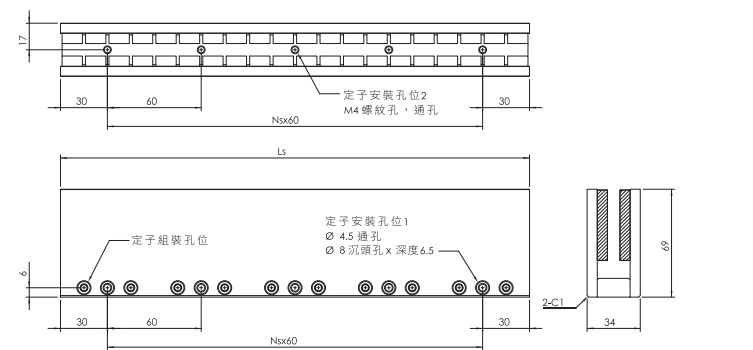 17
30
60
定子安裝孔位2
M4 螺紋孔，通孔
30
Nsx60
Ls
定子組裝孔位
定子安裝孔位1
Ø 4.5 通孔
Ø 8 沉頭孔 x 深度6.5
6
69
2-C1
30
60
30
34
Nsx60